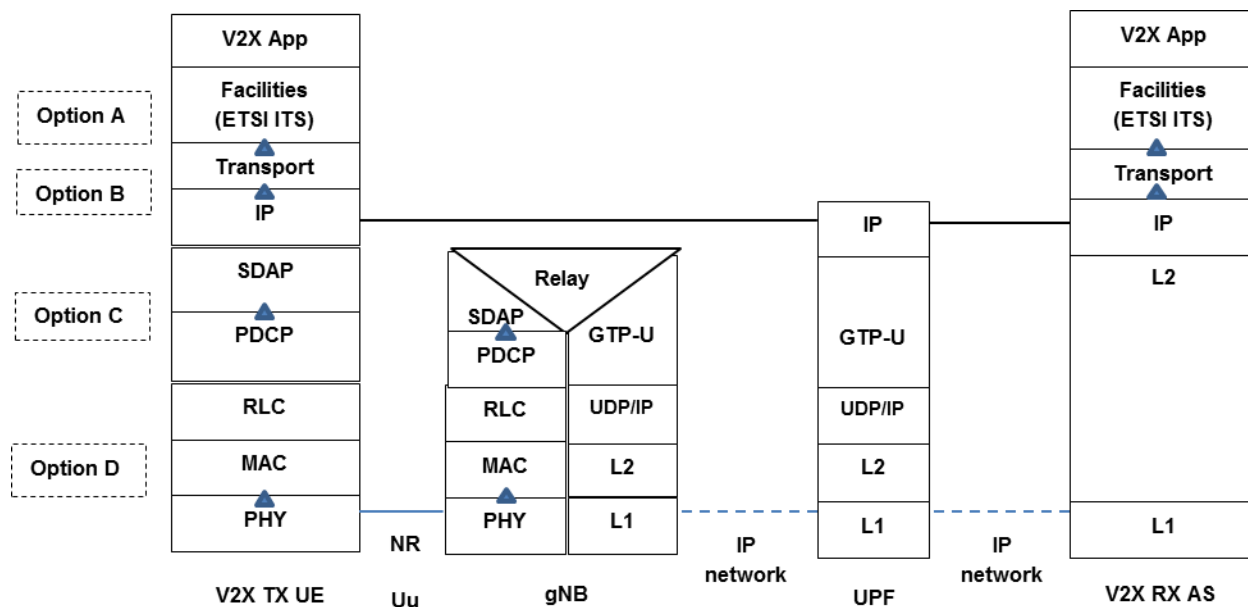 Option A
Option B
Option C
Option D
V2X App
Facilities
(ETSI ITS)
Transport
IP
SDAP
PDCP
RLC
MAC
PHY
V2X TX UE
NR
Uu
Relay
SDAP
PDCP
RLC
MAC
PHY
GTP-U
UDP/IP
L2
L1
gNB
IP
network
IP
GTP-U
UDP/IP
L2
L1
UPF
IP
network
V2X App
Facilities
(ETSI ITS)
Transport
IP
L2
L1
V2X RX AS